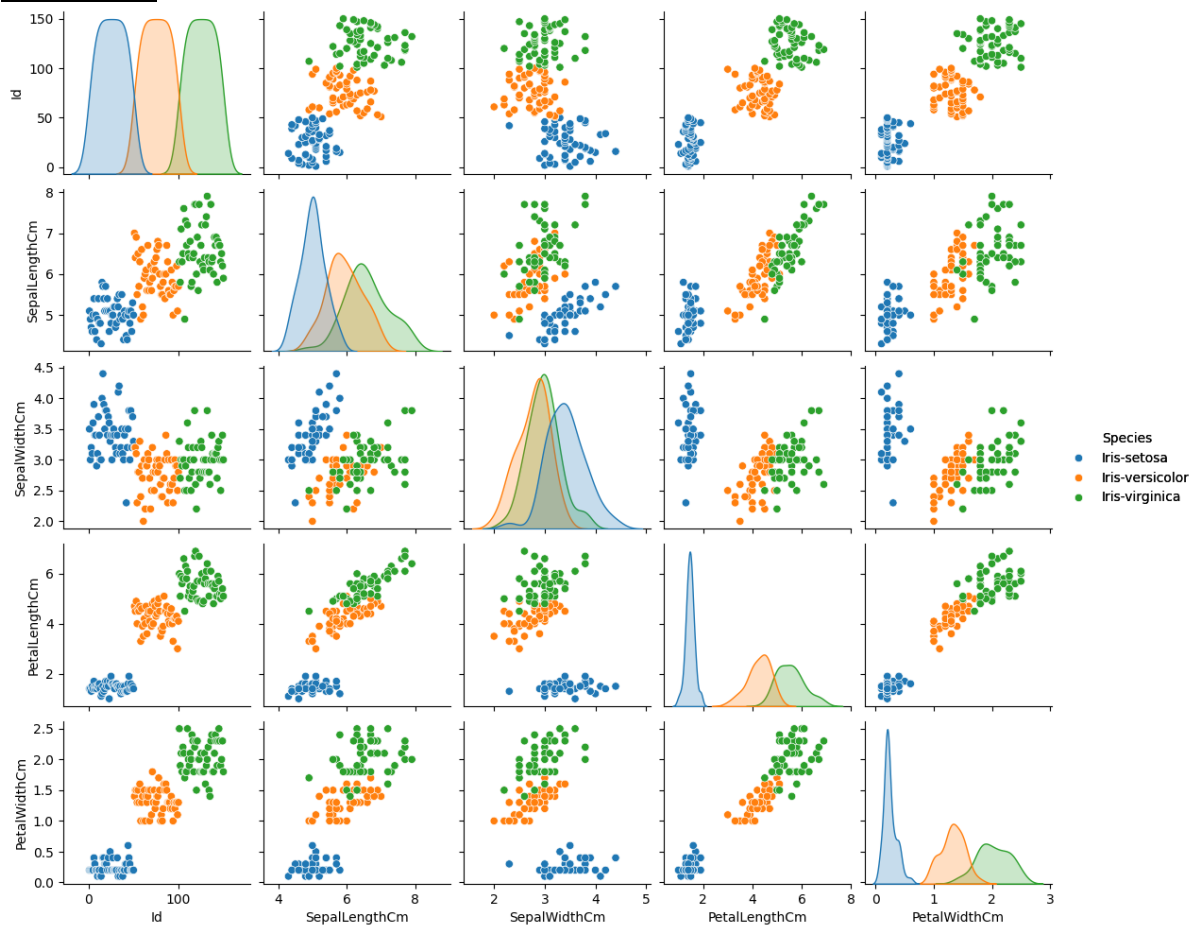 150
100
50
0
Id
8
7
6
5
SepalLengthCm
4.5
4.0
3.5
3.0
2.5
2.0
SepalWidthCm
Species
Iris-setosa
Iris-versicolor
Iris-virginica
6
4
2
PetalLengthCm
2.5
2.0
1.5
1.0
0.5
0.0
PetalWidthCm
0 100 4 6 8 2 3 4 5 2 4 6 8 0 1 2 3
Id SepalLengthCm SepalWidthCm PetalLengthCm PetalWidthCm